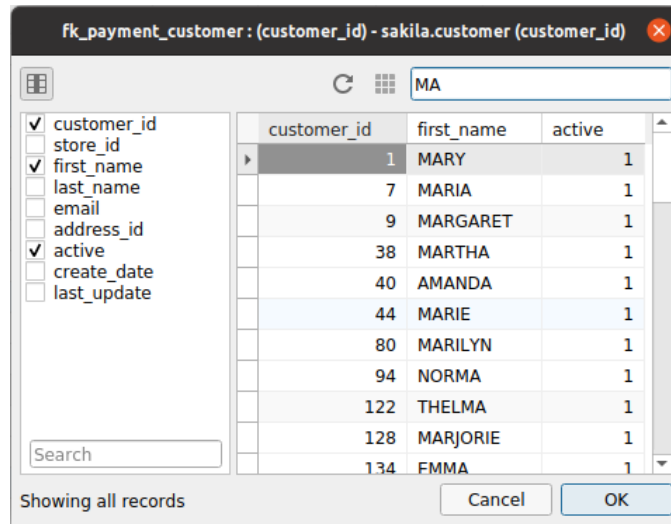 fk_payment_customer : (customer_id) - sakila.customer (customer_id)
MA
customer_id
store_id
first_name
last_name
email
address_id
active
create_date
last_update
Search
customer_id first_name active
1 MARY 1
7 MARIA 1
9 MARGARET 1
38 MARTHA 1
40 AMANDA 1
44 MARIE 1
80 MARILYN 1
94 NORMA 1
122 THELMA 1
128 MARJORIE 1
134 EMMA 1
Showing all records
Cancel OK